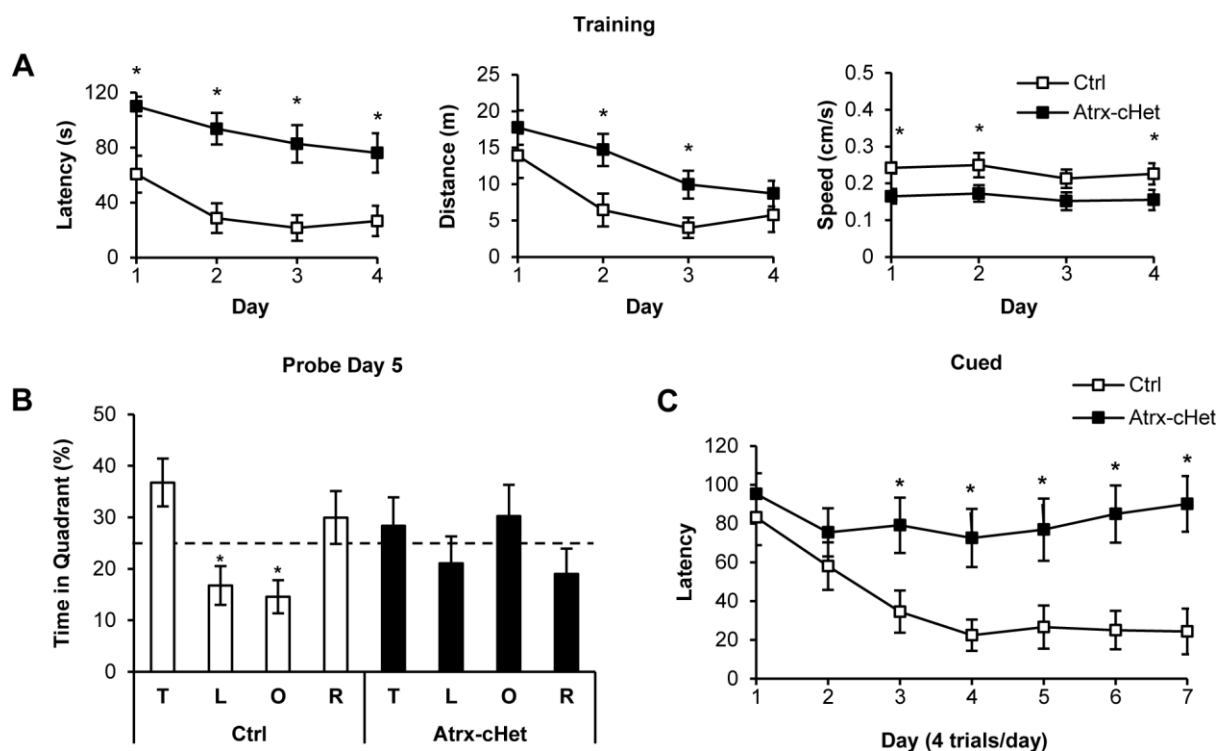 Training
A
Latency (s)
120
80
40
0
*
*
*
*
1 2 3 4
Day
Distance (m)
25
20
15
10
5
0
*
*
1 2 3 4
Day
Speed (cm/s)
0.5
0.4
0.3
0.2
0.1
0
Ctrl
Atrx-cHet
*
*
*
1 2 3 4
Day
Probe Day 5
B
Time in Quadrant (%)
50
40
30
20
10
0
*
*
T L O R T L O R
Ctrl Atrx-cHet
Cued
C
Ctrl
Atrx-cHet
Latency
120
100
80
60
40
20
0
*
*
*
*
*
1 2 3 4 5 6 7
Day (4 trials/day)